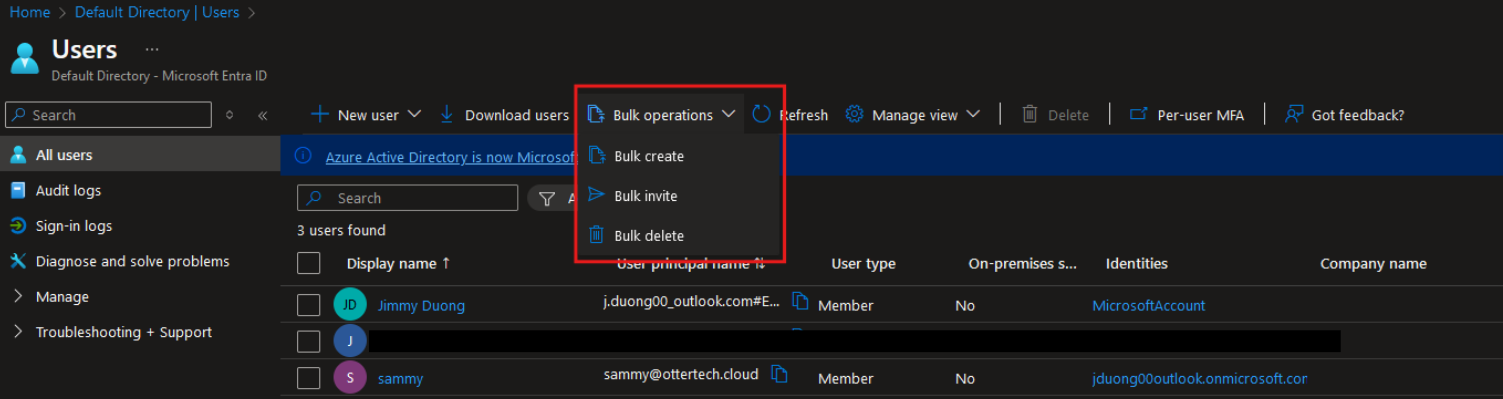 Home > Default Directory | Users >
Users ...
Default Directory - Microsoft Entra ID
Search
New user
Download users
Bulk operations
Refresh
Manage view
Delete
Per-user MFA
Got feedback?
All users
Audit logs
Sign-in logs
Diagnose and solve problems
Manage
Troubleshooting + Support
Azure Active Directory is now Microsoft
Bulk create
Bulk invite
Bulk delete
Search
3 users found
Display name ↑ User principal name ↑↓ User type On-premises s... Identities Company name
JD Jimmy Duong j.duong00_outlook.com#E... Member No MicrosoftAccount
J
S sammy sammy@ottertech.cloud Member No jduong00outlook.onmicrosoft.cor